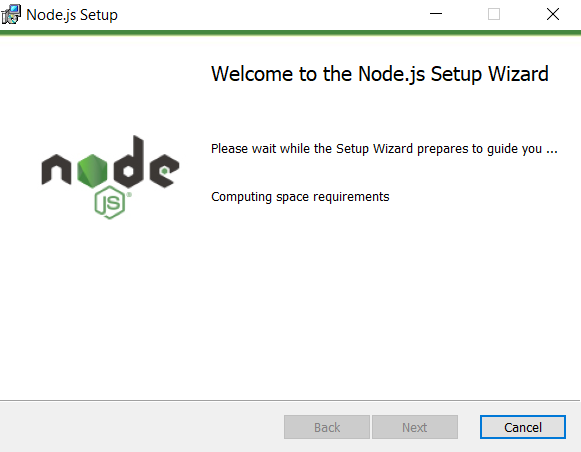 Node.js Setup
Welcome to the Node.js Setup Wizard
Please wait while the Setup Wizard prepares to guide you ...
node
JS
Computing space requirements
Back Next Cancel